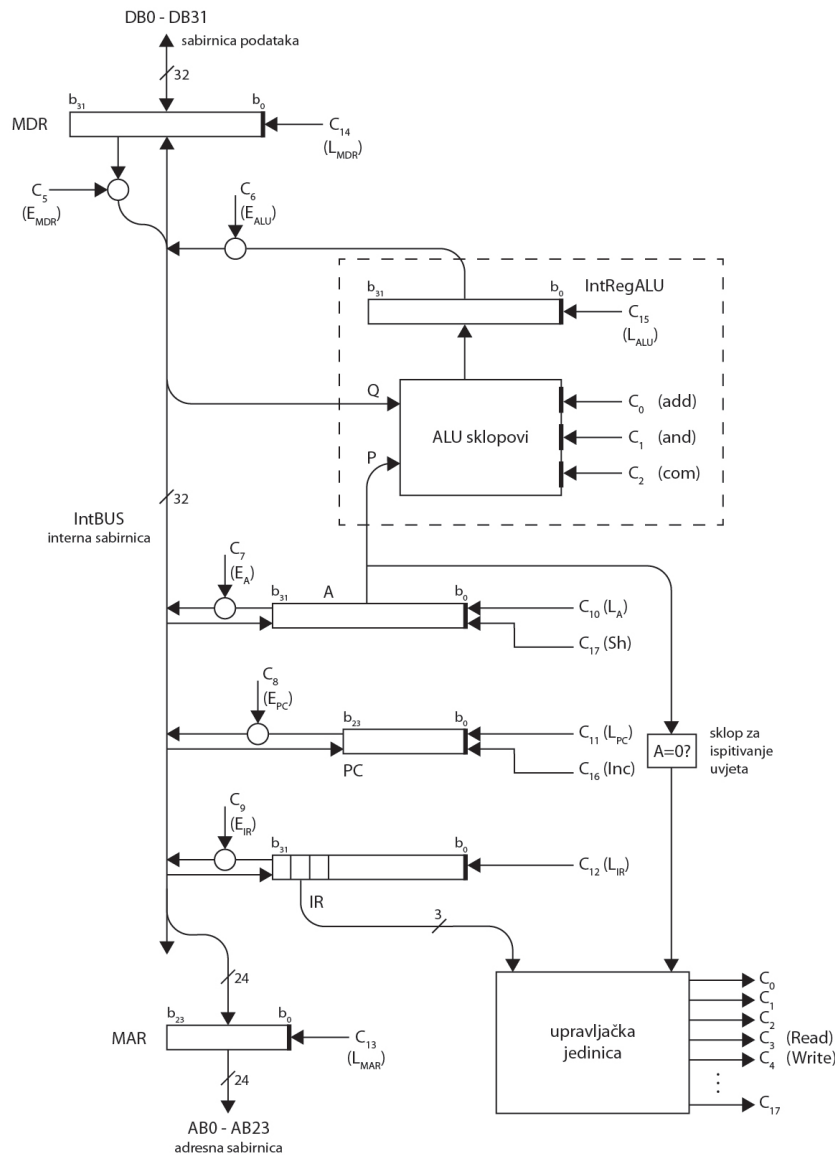 DB0 - DB31
sabirnica podataka
32
b31 b0
MDR
C14
(LMDR)
C5
(EMDR)
C6
(EALU)
IntRegALU
b31 b0
C15
(LALU)
Q
ALU sklopovi
C0 (add)
C1 (and)
C2 (com)
P
32
IntBUS
interna sabirnica
C7
(EA)
b31 A b0
C10 (LA)
C17 (Sh)
C8
(EPC)
b23 b0
C11 (LPC)
C16 (Inc)
PC
A=0?
sklop za
ispitivanje
uvjeta
C9
(EIR)
b31 b0
C12 (LIR)
IR
3
24
b23 b0
MAR
C13
(LMAR)
24
AB0 - AB23
adresna sabirnica
upravljačka
jedinica
C0
C1
C2
C3 (Read)
C4 (Write)
⋮
C17